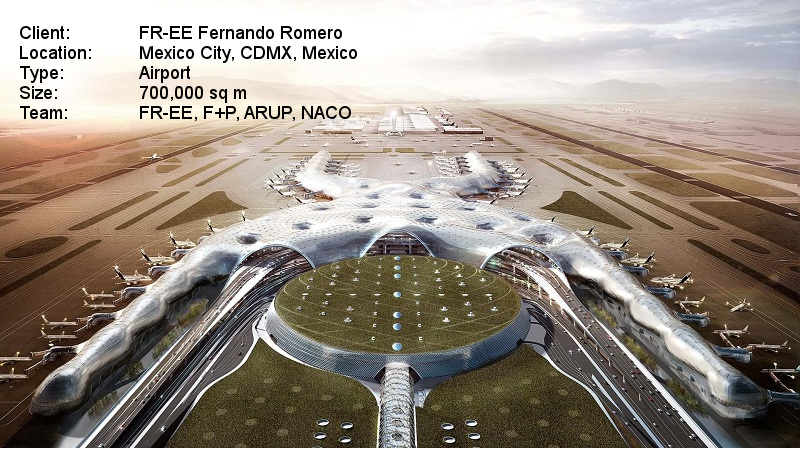 Client: FR-EE Fernando Romero
Location: Mexico City, CDMX, Mexico
Type: Airport
Size: 700,000 sq m
Team: FR-EE, F+P, ARUP, NACO